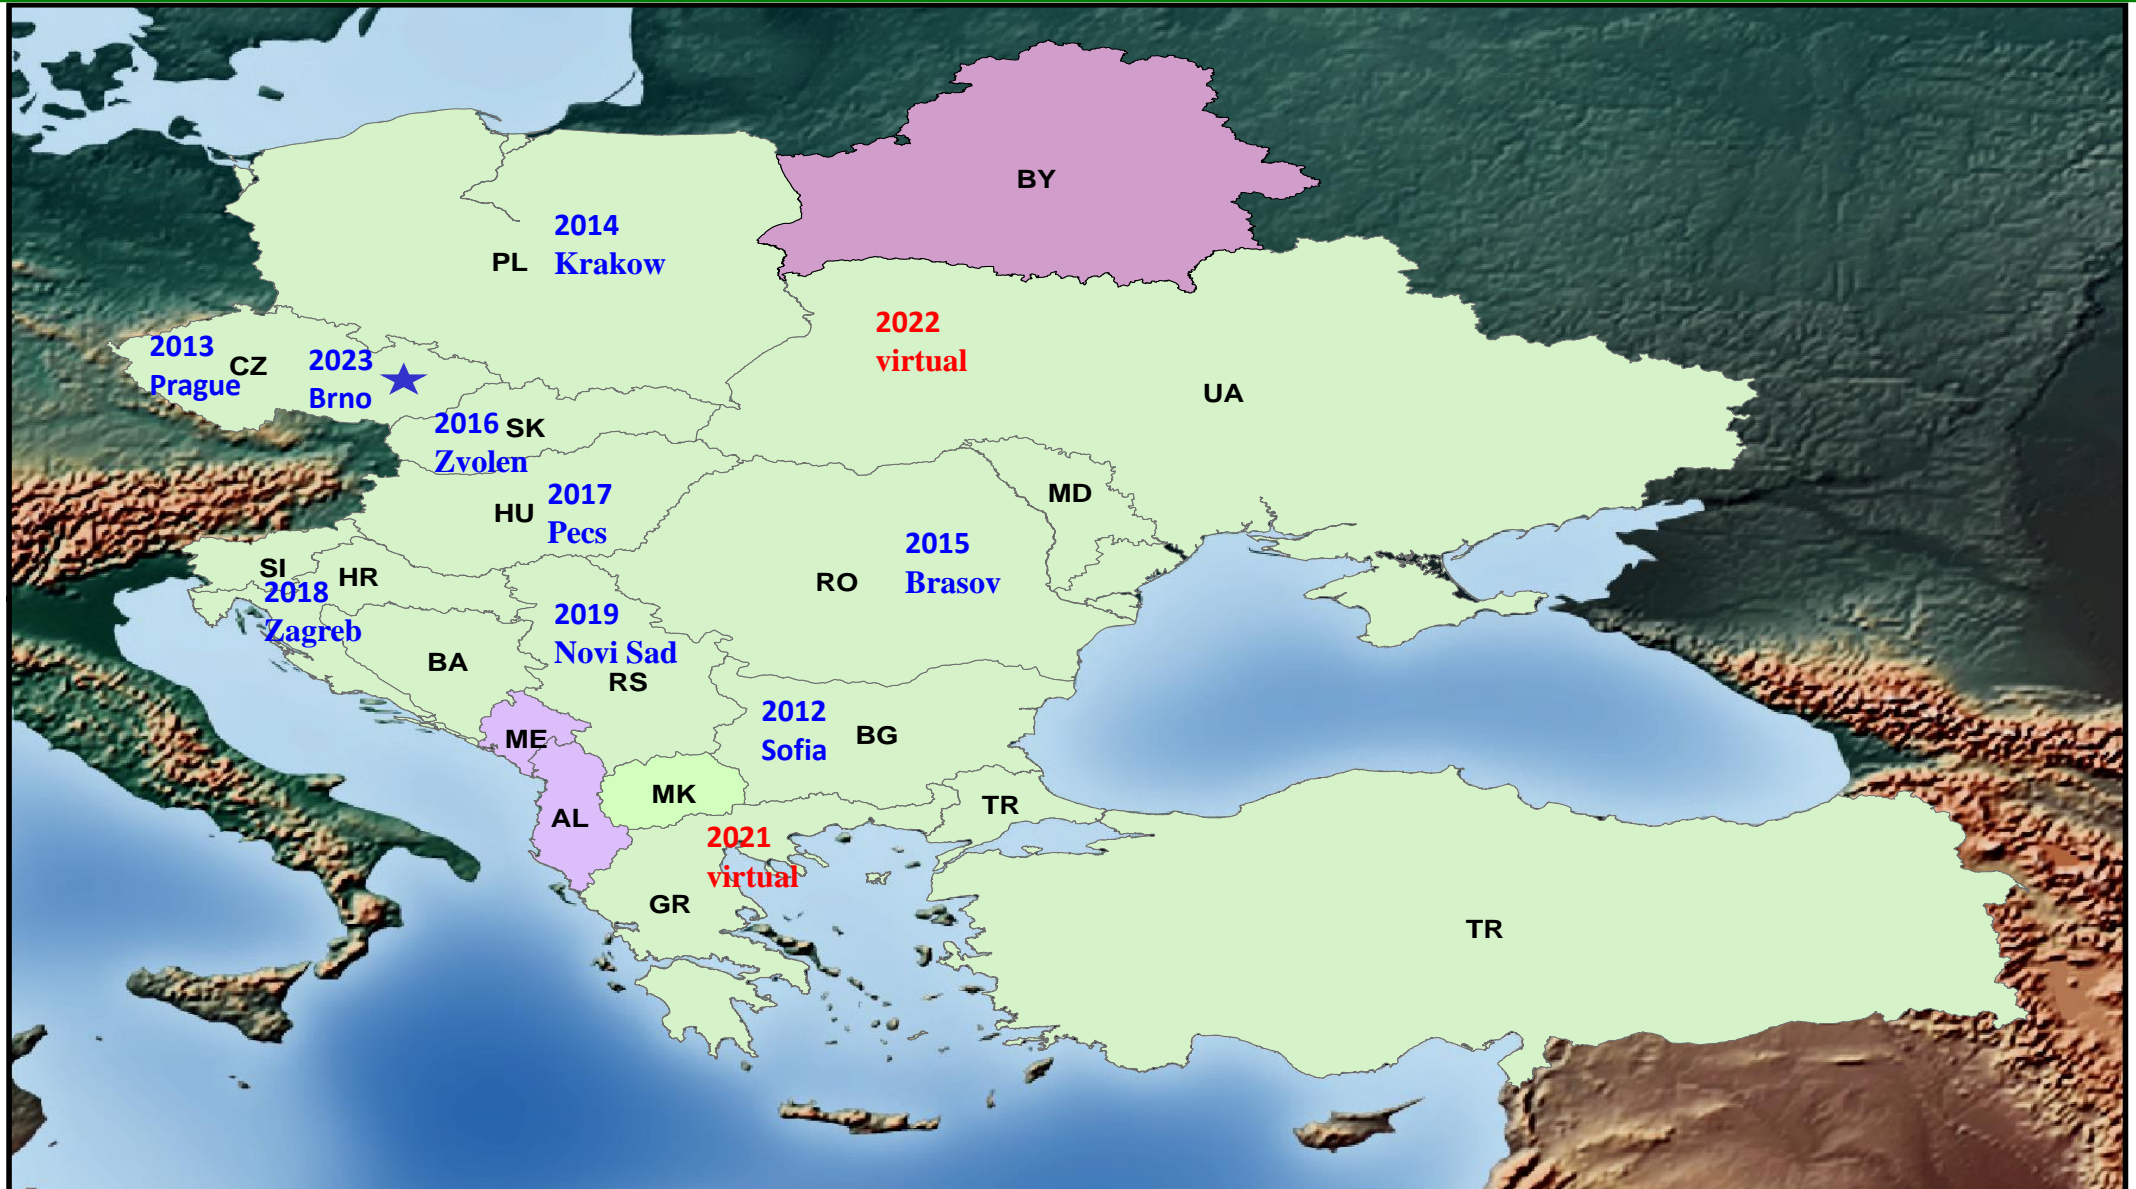 BY
2014
PL
Krakow
2022
virtual
2013
CZ
Prague
2023
Brno
UA
2016
SK
Zvolen
2017
HU
Pecs
MD
2015
RO
Brasov
SI
HR
2018
Zagreb
2019
Novi Sad
BA
RS
2012
Sofia
BG
ME
MK
AL
TR
2021
virtual
GR
TR